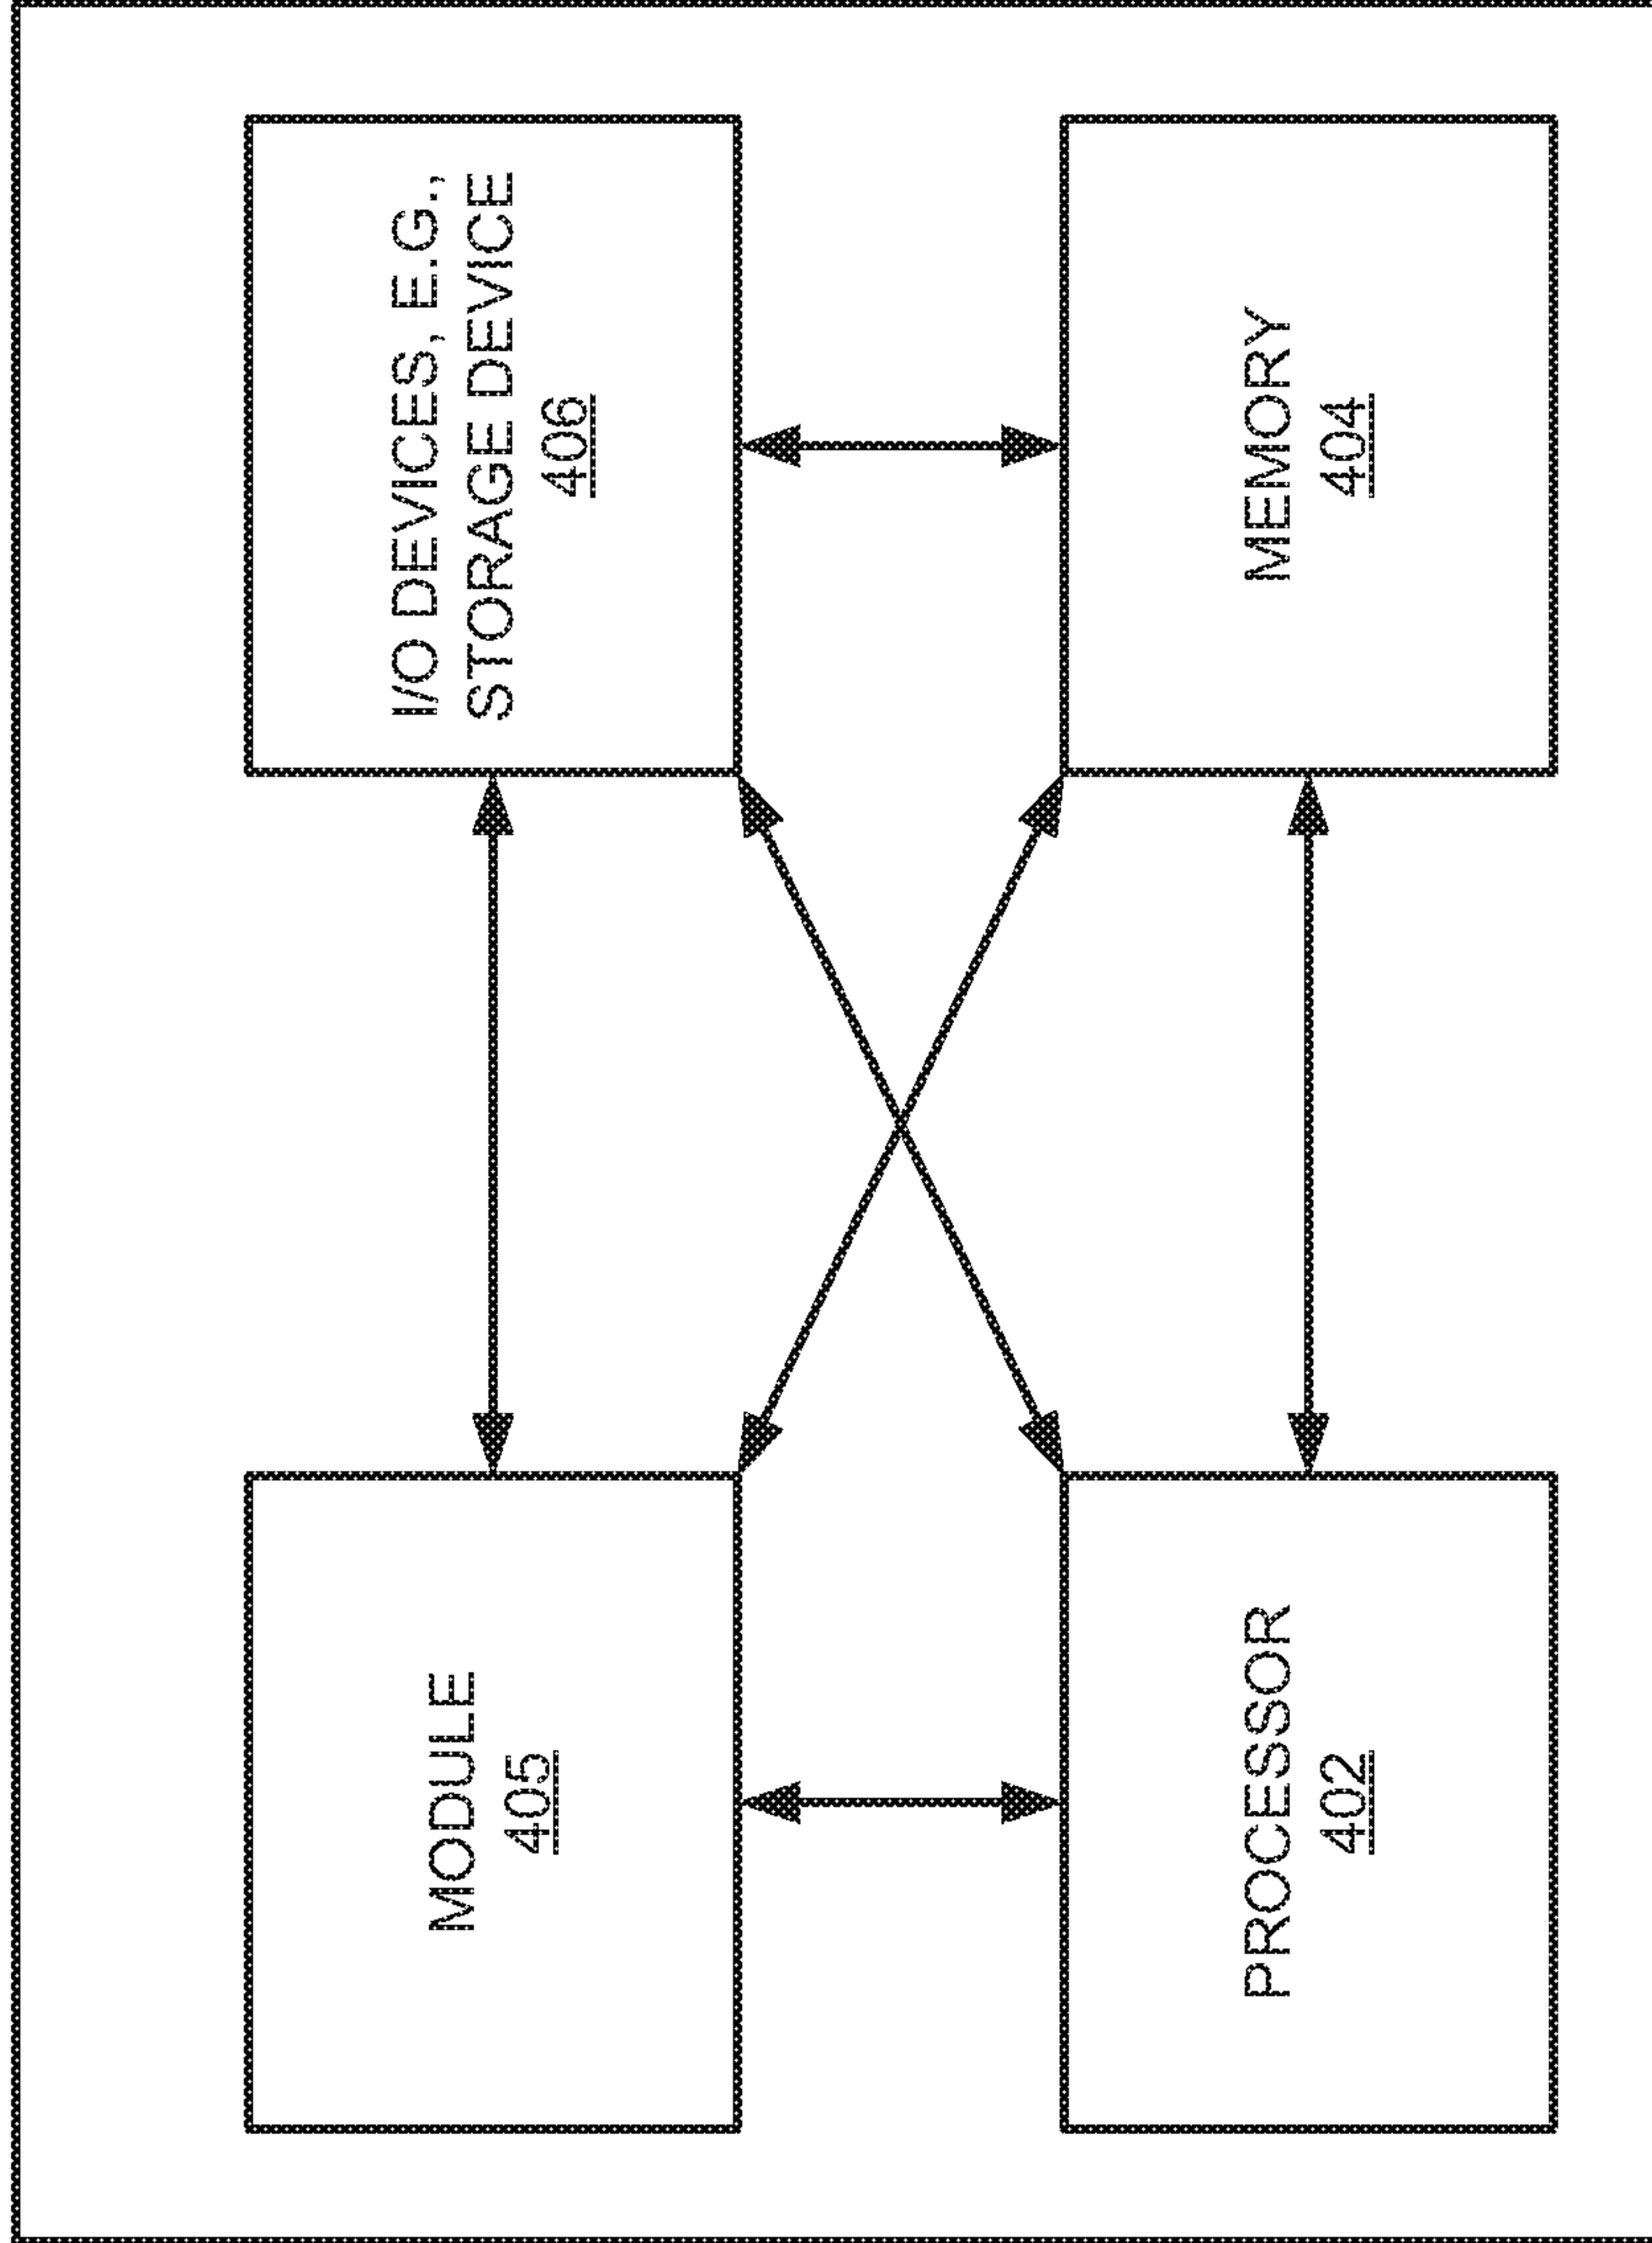 MODULE
405
I/O DEVICES, E.G.,
STORAGE DEVICE
406
PROCESSOR
402
MEMORY
404